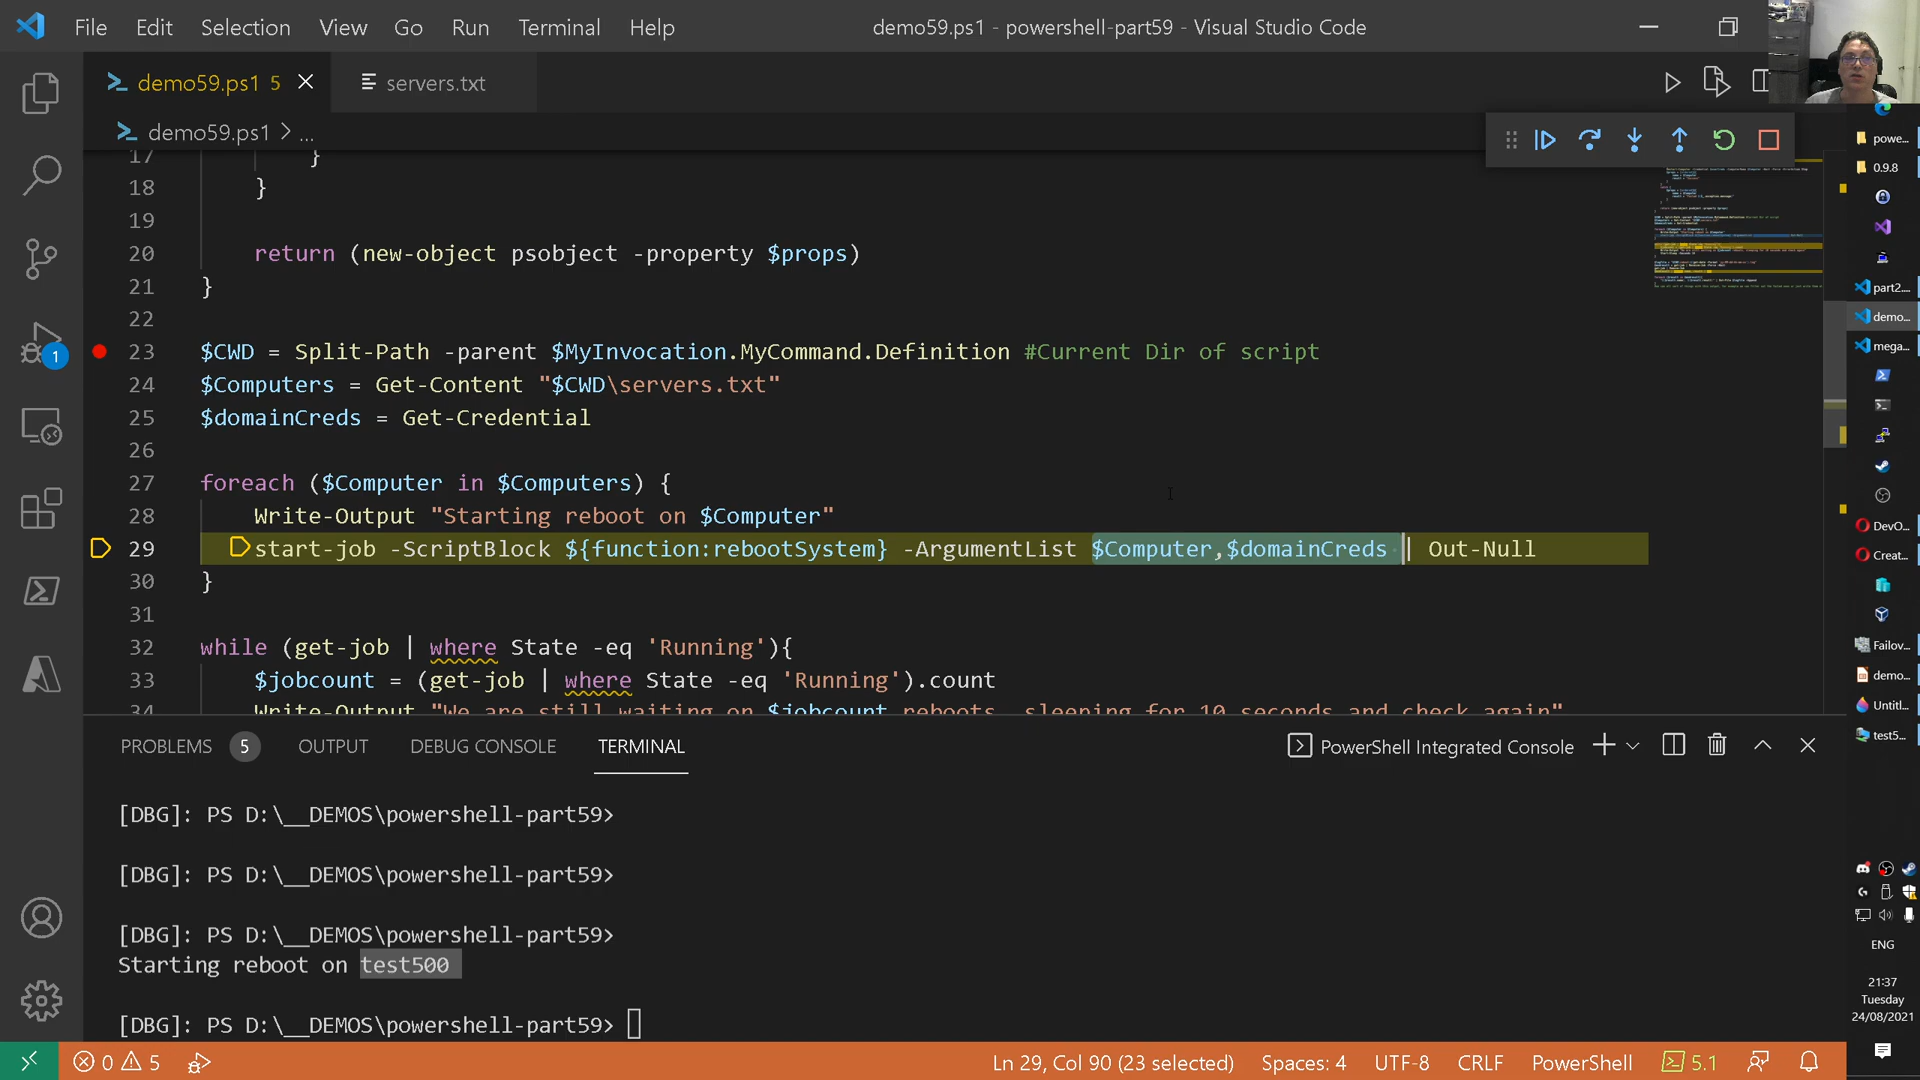 File Edit Selection View Go Run Terminal Help
demo59.ps1 - powershell-part59 - Visual Studio Code
demo59.ps1 5
servers.txt
demo59.ps1 > ...
17 }
18 }
19
20 return (new-object psobject -property $props)
21 }
22
23 $CWD = Split-Path -parent $MyInvocation.MyCommand.Definition #Current Dir of script
24 $Computers = Get-Content "$CWD\servers.txt"
25 $domainCreds = Get-Credential
26
27 foreach ($Computer in $Computers) {
28 Write-Output "Starting reboot on $Computer"
29 start-job -ScriptBlock ${function:rebootSystem} -ArgumentList $Computer,$domainCreds | Out-Null
30 }
31
32 while (get-job | where State -eq 'Running'){
33 $jobcount = (get-job | where State -eq 'Running').count
34 Write-Output "We are still waiting on $jobcount reboots, sleeping for 10 seconds and check again"
1
PROBLEMS 5 OUTPUT DEBUG CONSOLE TERMINAL
PowerShell Integrated Console
[DBG]: PS D:\__DEMOS\powershell-part59>
[DBG]: PS D:\__DEMOS\powershell-part59>
[DBG]: PS D:\__DEMOS\powershell-part59>
Starting reboot on test500
[DBG]: PS D:\__DEMOS\powershell-part59>
0 5
Ln 29, Col 90 (23 selected) Spaces: 4 UTF-8 CRLF PowerShell 5.1
powe...
0.9.8
part2....
demo...
mega...
DevO...
Creat...
Failov...
demo...
Untitl...
test5...
ENG
21:37
Tuesday
24/08/2021